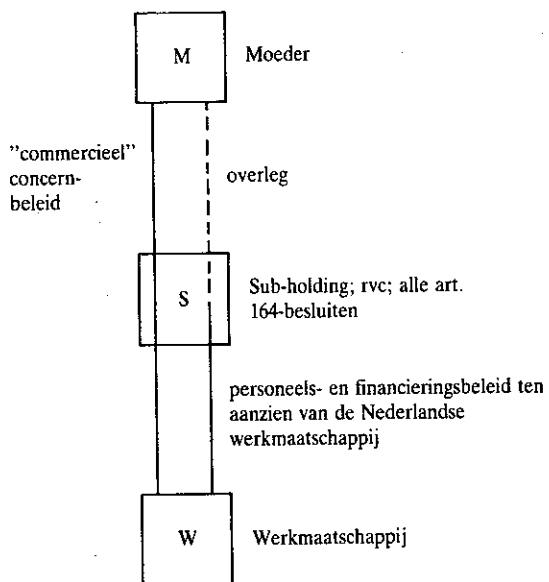 M
Moeder
”commercieel”
concern-
beleid
overleg
S
Sub-holding; rvc; alle art.
164-besluiten
personeels- en financieringsbeleid ten
aanzien van de Nederlandse
werkmaatschappij
W
Werkmaatschappij